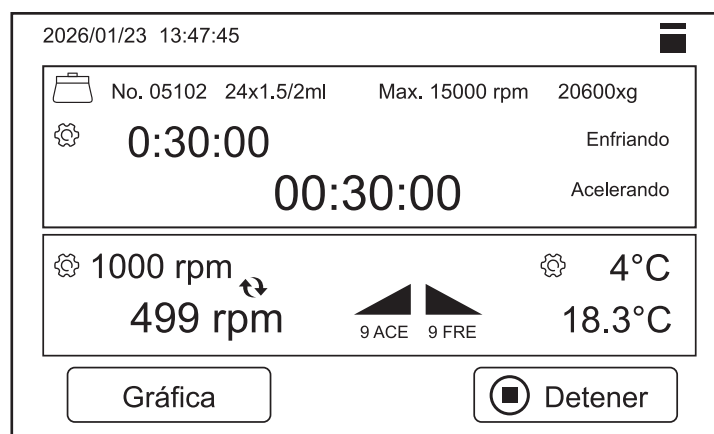 2026/01/23 13:47:45
No. 05102 24x1.5/2ml Max. 15000 rpm 20600xg
0:30:00 Enfriando
00:30:00 Acelerando
1000 rpm 4°C
499 rpm 18.3°C
9 ACE 9 FRE
Gráfica Detener